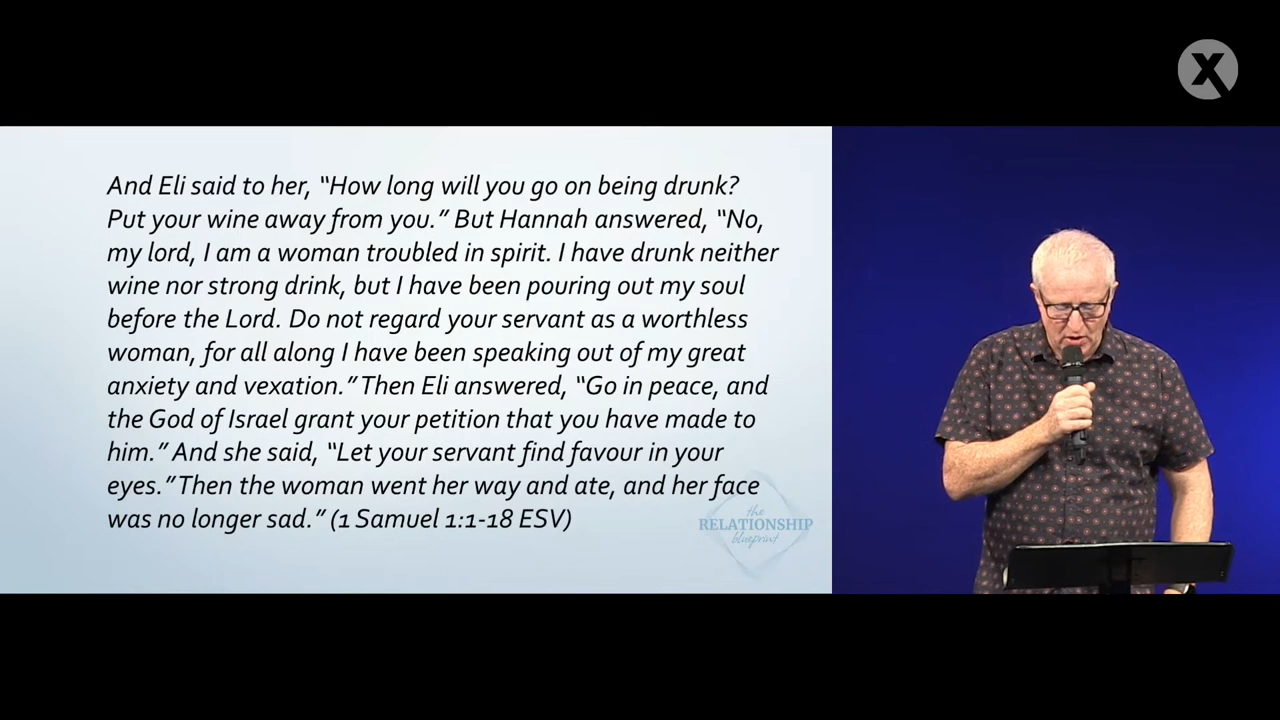 And Eli said to her, “How long will you go on being drunk?
Put your wine away from you.” But Hannah answered, “No,
my lord, I am a woman troubled in spirit. I have drunk neither
wine nor strong drink, but I have been pouring out my soul
before the Lord. Do not regard your servant as a worthless
woman, for all along I have been speaking out of my great
anxiety and vexation.” Then Eli answered, “Go in peace, and
the God of Israel grant your petition that you have made to
him.” And she said, “Let your servant find favour in your
eyes.” Then the woman went her way and ate, and her face
was no longer sad.” (1 Samuel 1:1-18 ESV)
the
RELATIONSHIP
blueprint
X